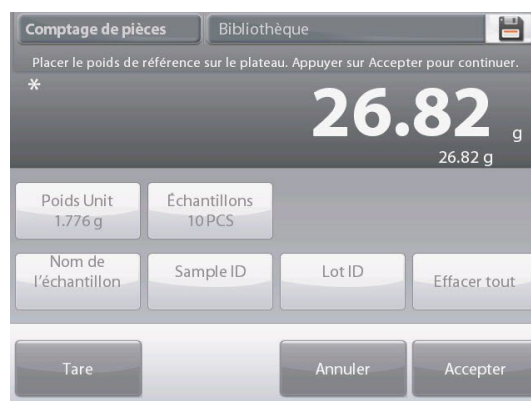 Comptage de pièces
Bibliothèque
Placer le poids de référence sur le plateau. Appuyer sur Accepter pour continuer.
*
26.82 g
26.82 g
Poids Unit
1.776 g
Échantillons
10 PCS
Nom de
l'échantillon
Sample ID
Lot ID
Effacer tout
Tare
Annuler
Accepter